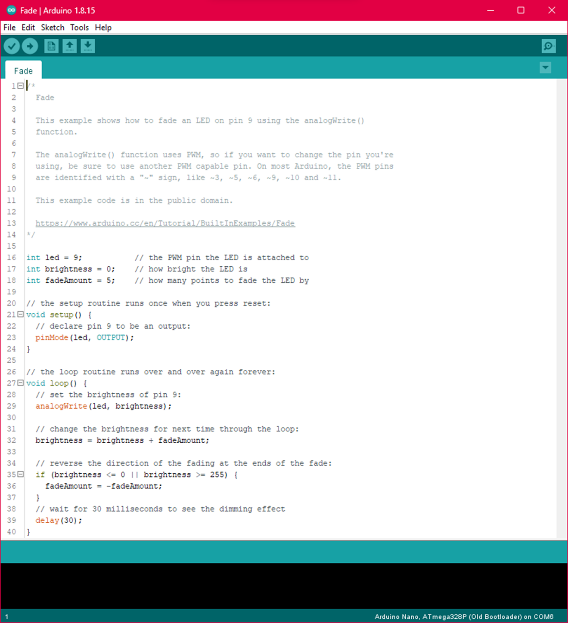 Fade | Arduino 1.8.15
File Edit Sketch Tools Help
Fade
1 /*
2 Fade
3
4 This example shows how to fade an LED on pin 9 using the analogWrite()
5 function.
6
7 The analogWrite() function uses PWM, so if you want to change the pin you're
8 using, be sure to use another PWM capable pin. On most Arduino, the PWM pins
9 are identified with a "~" sign, like ~3, ~5, ~6, ~9, ~10 and ~11.
10
11 This example code is in the public domain.
12
13 https://www.arduino.cc/en/Tutorial/BuiltInExamples/Fade
14 */
15
16 int led = 9; // the PWM pin the LED is attached to
17 int brightness = 0; // how bright the LED is
18 int fadeAmount = 5; // how many points to fade the LED by
19
20 // the setup routine runs once when you press reset:
21 void setup() {
22 // declare pin 9 to be an output:
23 pinMode(led, OUTPUT);
24 }
25
26 // the loop routine runs over and over again forever:
27 void loop() {
28 // set the brightness of pin 9:
29 analogWrite(led, brightness);
30
31 // change the brightness for next time through the loop:
32 brightness = brightness + fadeAmount;
33
34 // reverse the direction of the fading at the ends of the fade:
35 if (brightness <= 0 || brightness >= 255) {
36 fadeAmount = -fadeAmount;
37 }
38 // wait for 30 milliseconds to see the dimming effect
39 delay(30);
40 }
1 Arduino Nano, ATmega328P (Old Bootloader) on COM6